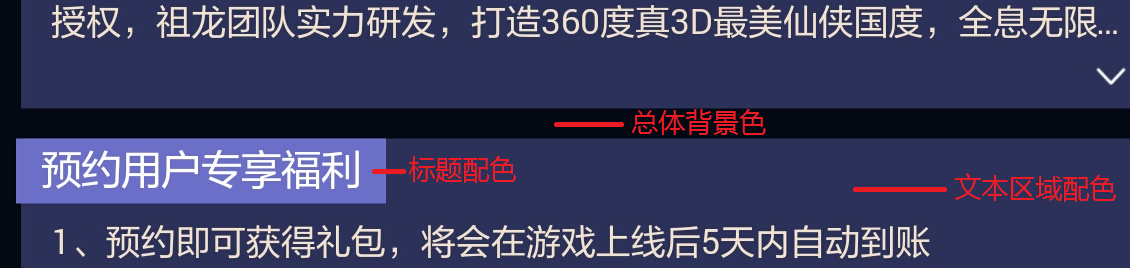 授权，祖龙团队实力研发，打造360度真3D最美仙侠国度，全息无限...
总体背景色
预约用户专享福利
标题配色
文本区域配色
1、预约即可获得礼包，将会在游戏上线后5天内自动到账